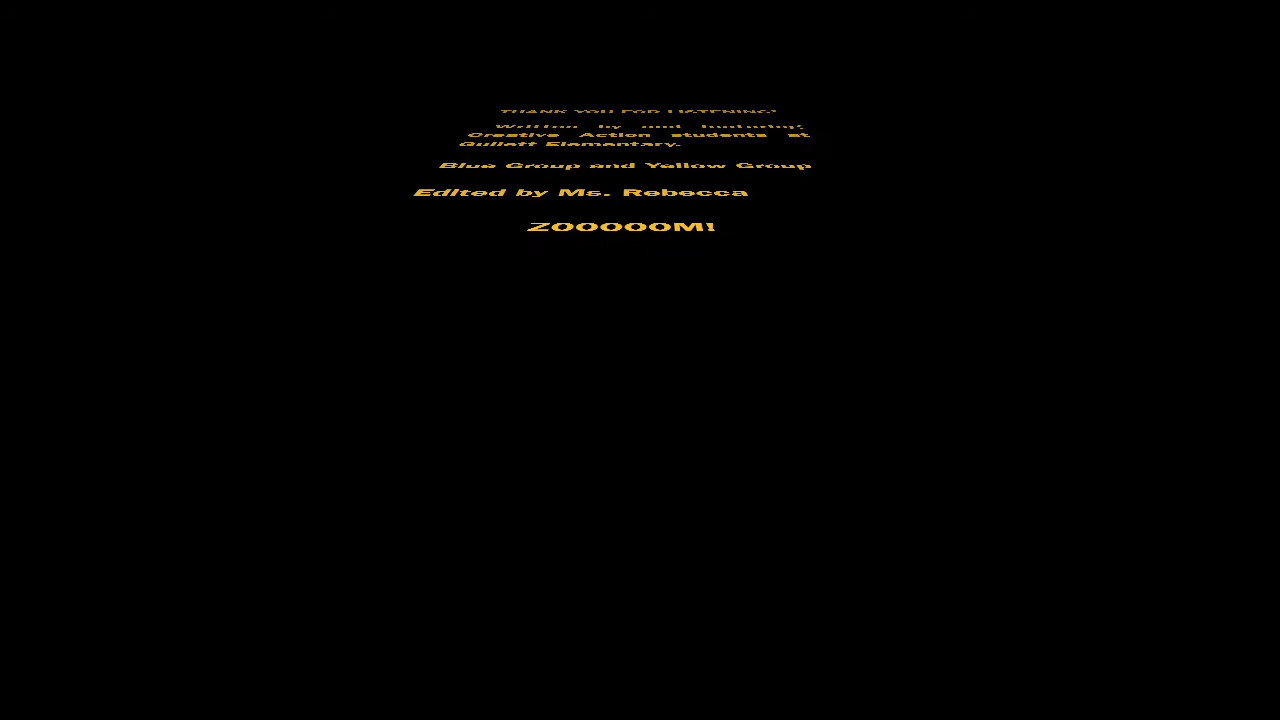 THANK YOU FOR LISTENING!
Written by and featuring:
Creative Action students at
Gullett Elementary.
Blue Group and Yellow Group
Edited by Ms. Rebecca
ZOOOOOM!